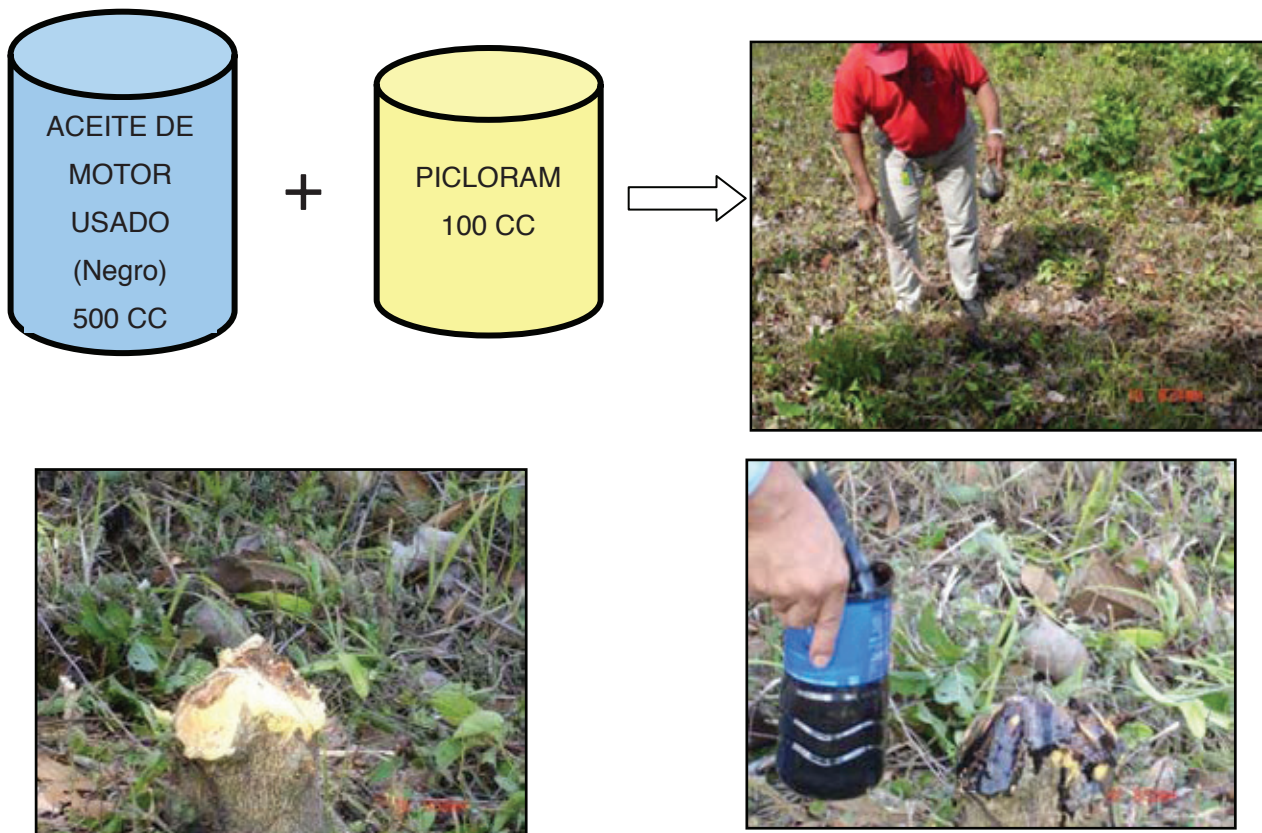 ACEITE DE
MOTOR
USADO
(Negro)
500 CC
+
PICLORAM
100 CC